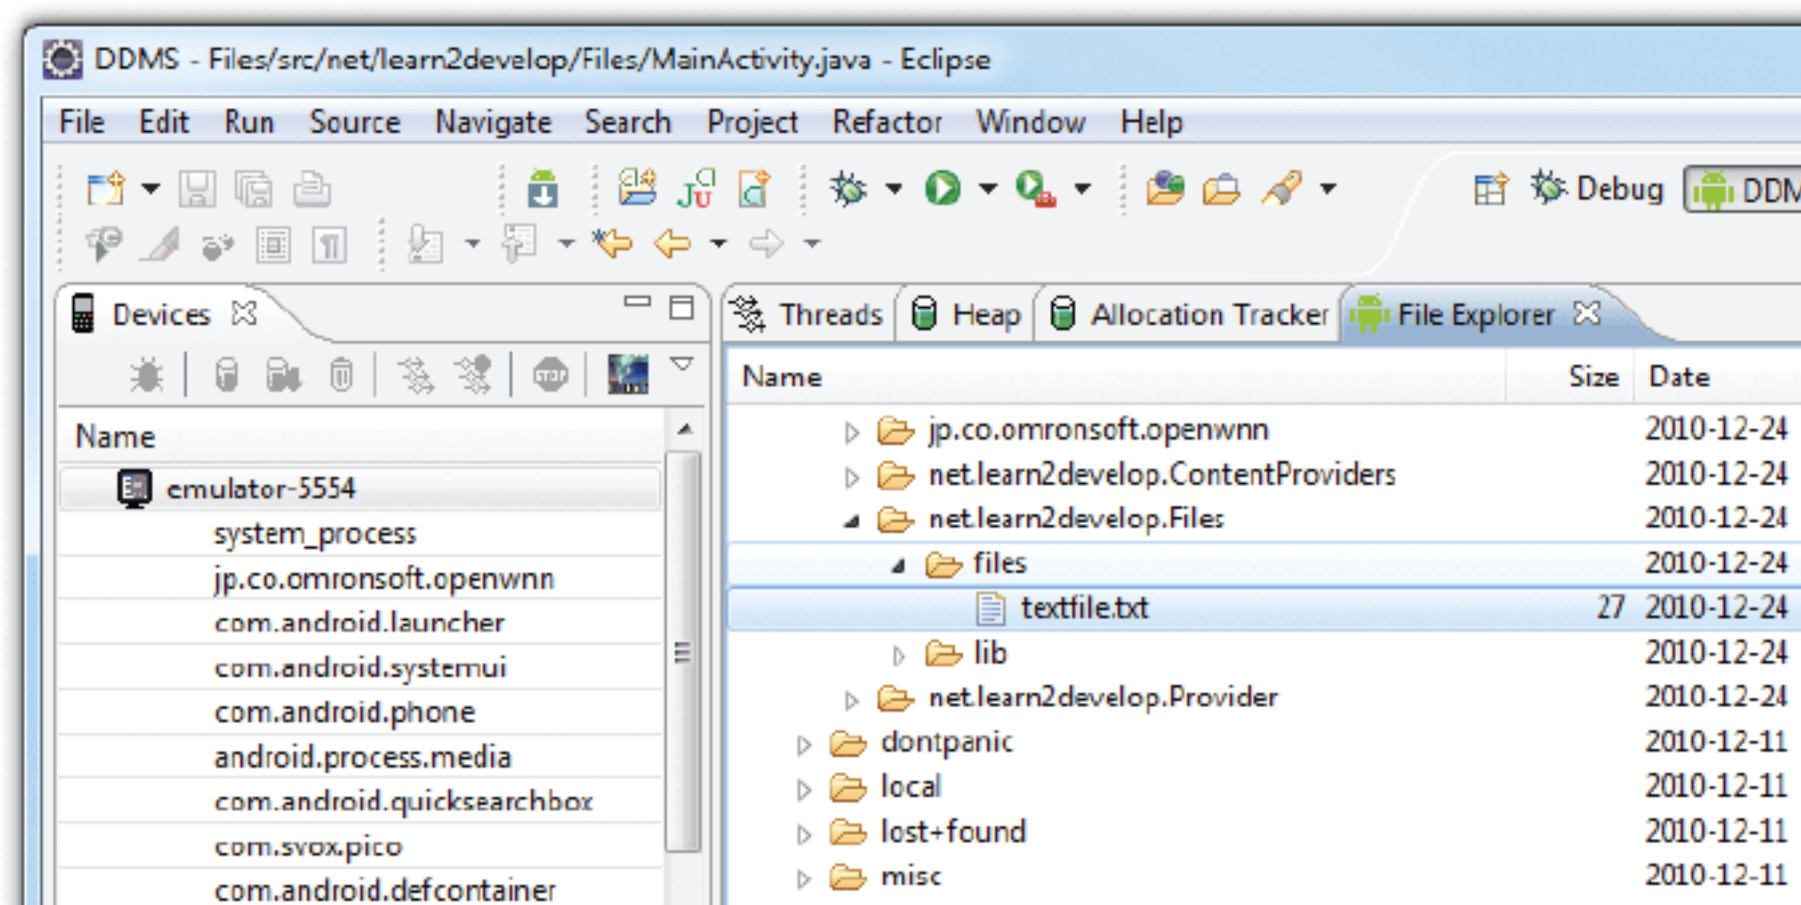 DDMS - Files/src/net/learn2develop/Files/MainActivity.java - Eclipse
File Edit Run Source Navigate Search Project Refactor Window Help
Debug DDM
Devices
Name
emulator-5554
system_process
jp.co.omronsoft.openwnn
com.android.launcher
com.android.systemui
com.android.phone
android.process.media
com.android.quicksearchbox
com.svox.pico
com.android.defcontainer
Threads Heap Allocation Tracker File Explorer
Name Size Date
jp.co.omronsoft.openwnn 2010-12-24
net.learn2develop.ContentProviders 2010-12-24
net.learn2develop.Files 2010-12-24
files 2010-12-24
textfile.txt 27 2010-12-24
lib 2010-12-24
net.learn2develop.Provider 2010-12-24
dontpanic 2010-12-11
local 2010-12-11
lost+found 2010-12-11
misc 2010-12-11